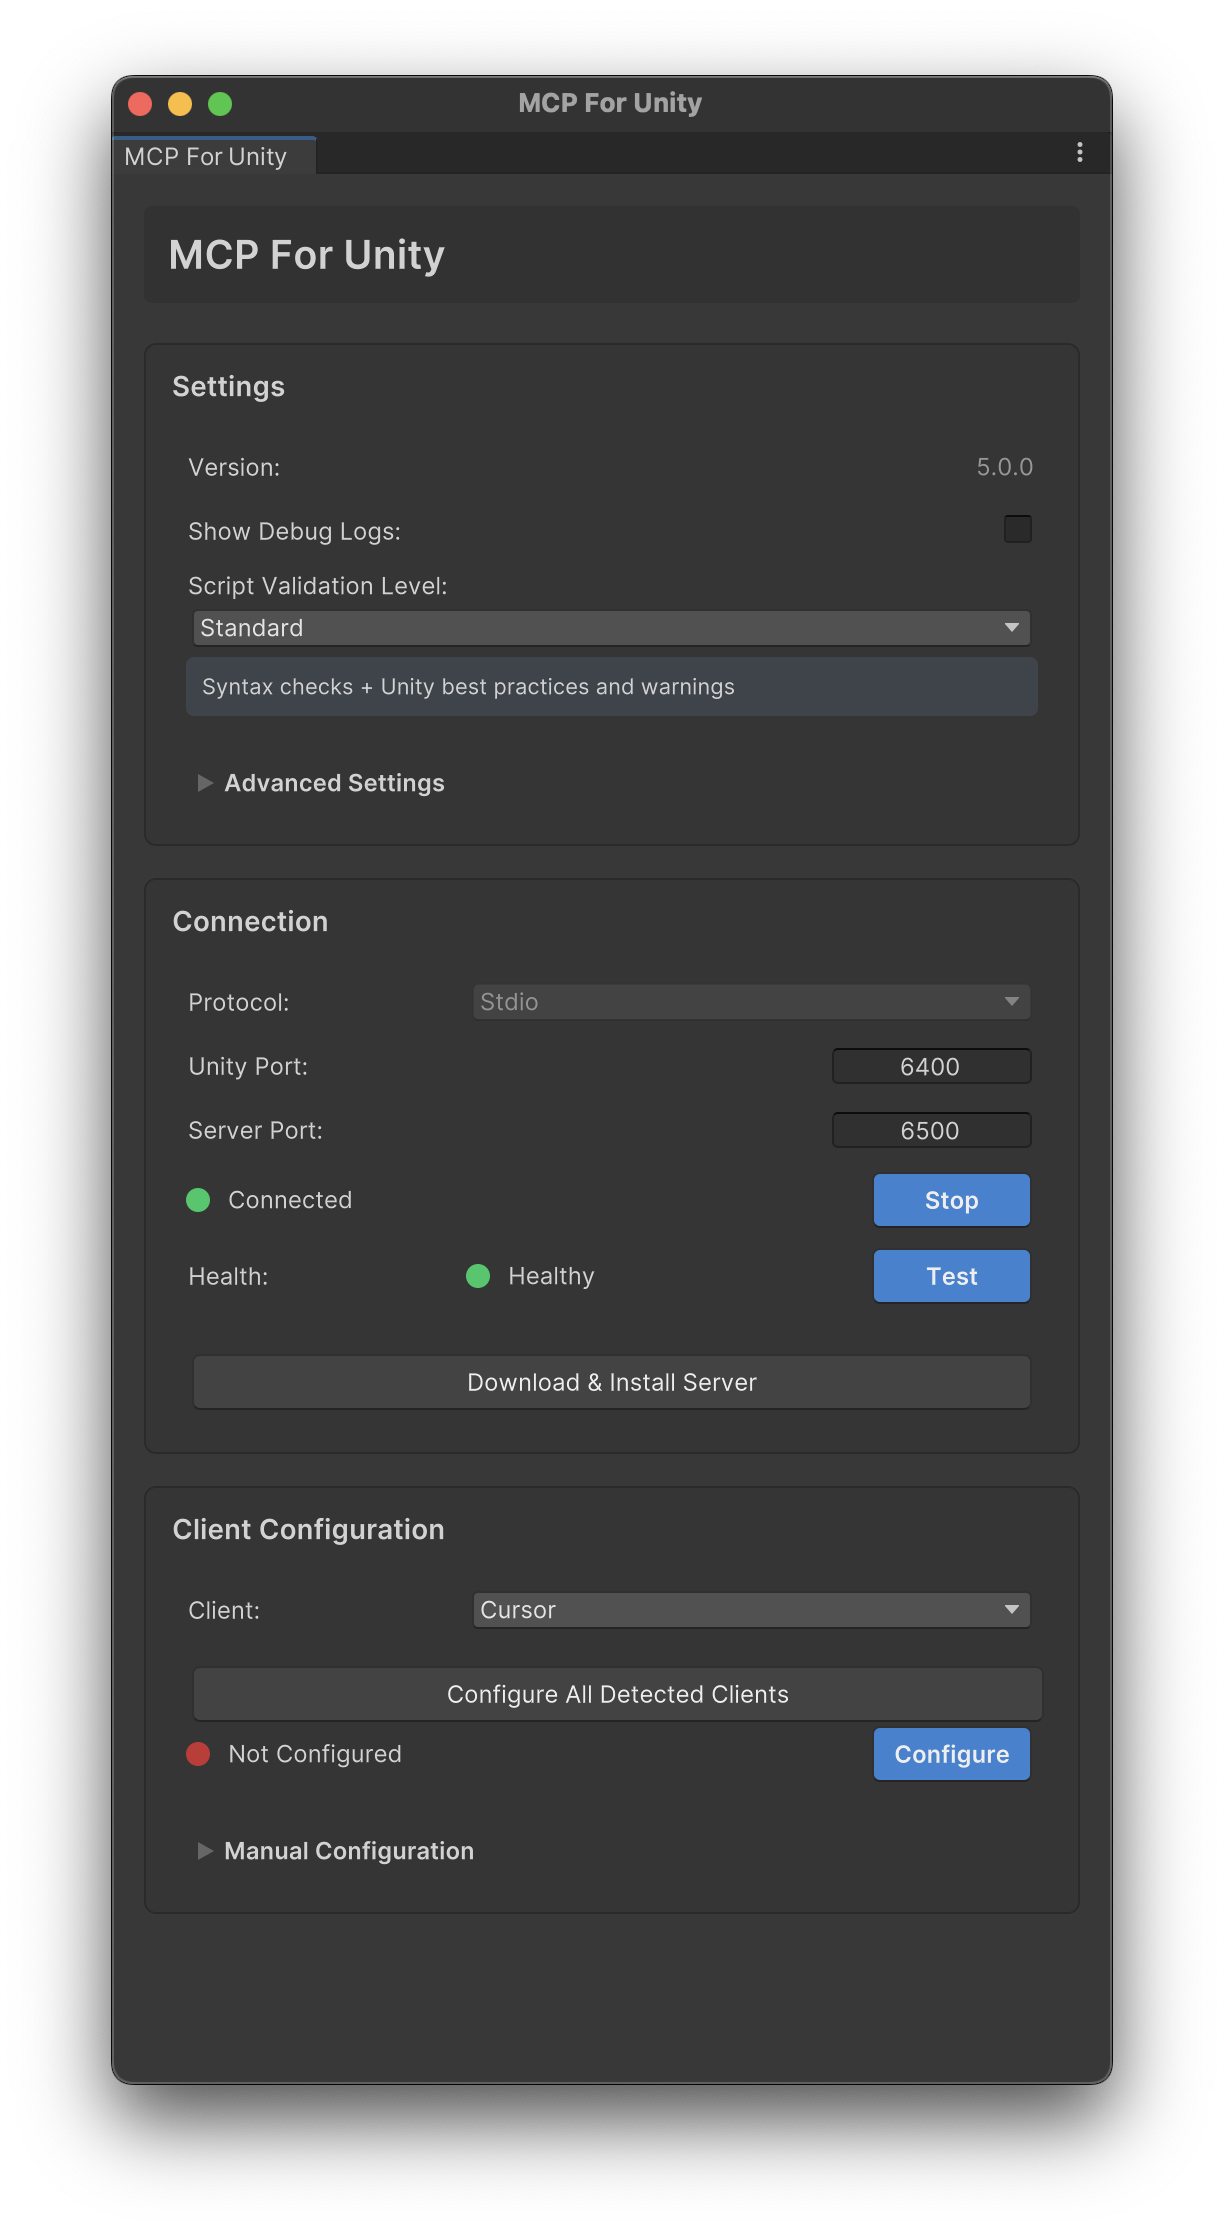 MCP For Unity
MCP For Unity
MCP For Unity
Settings
Version: 5.0.0
Show Debug Logs:
Script Validation Level:
Standard
Syntax checks + Unity best practices and warnings
Advanced Settings
Connection
Protocol: Stdio
Unity Port: 6400
Server Port: 6500
Connected Stop
Health: Healthy Test
Download & Install Server
Client Configuration
Client: Cursor
Configure All Detected Clients
Not Configured Configure
Manual Configuration